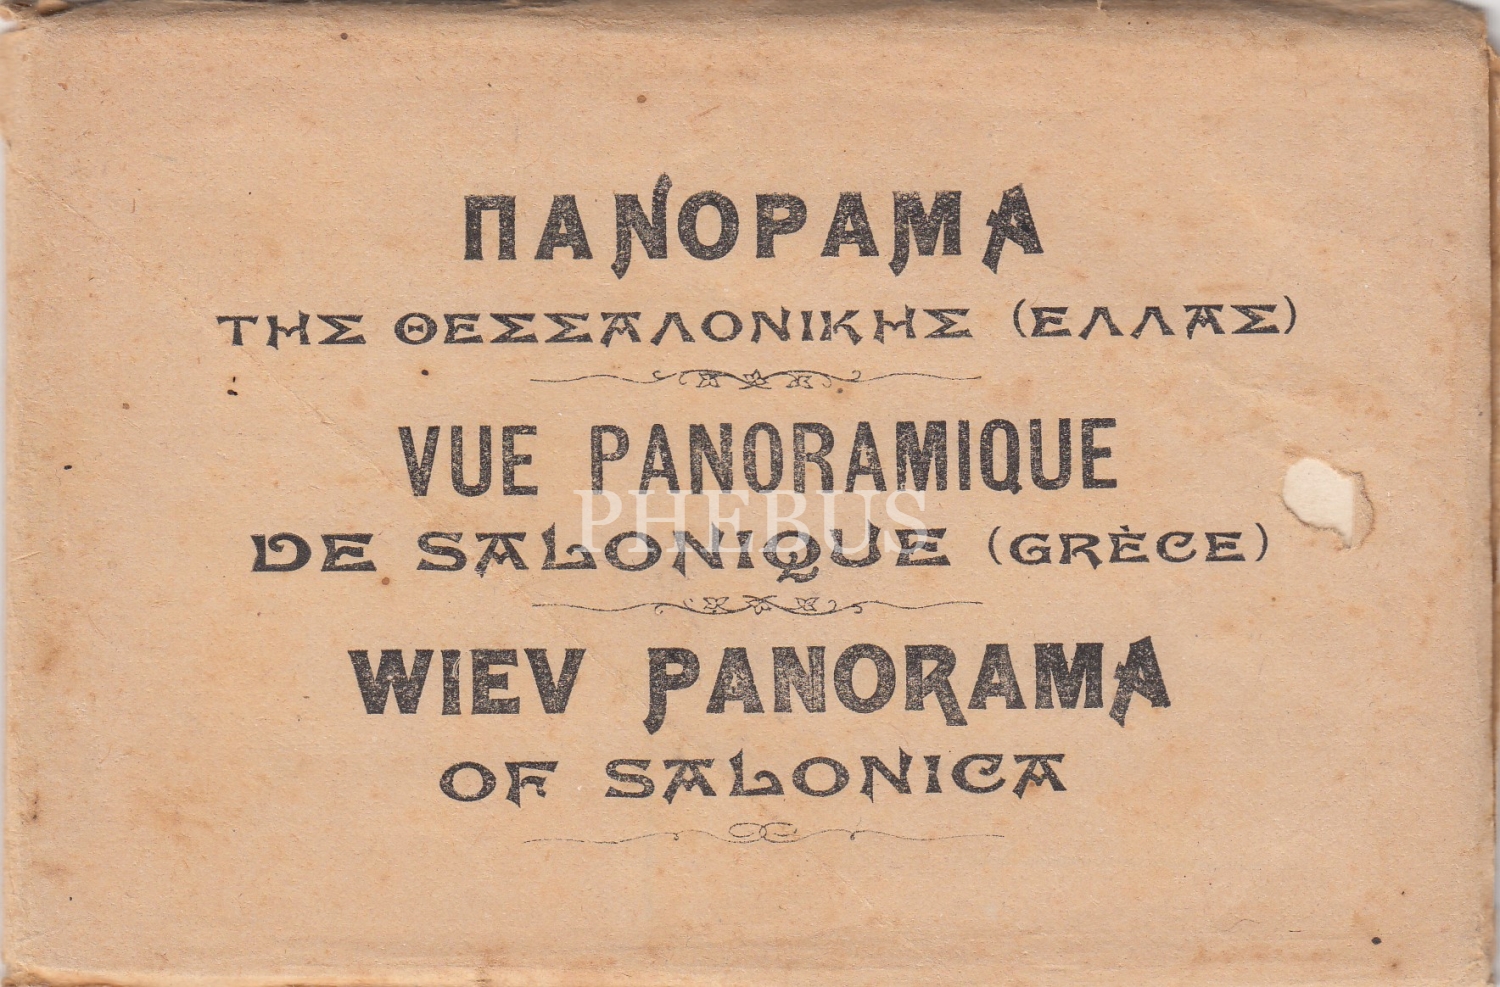 ΠΑΝΟΡΑΜΑ
ΤΗΣ ΘΕΣΣΑΛΟΝΙΚΗΣ (ΕΛΛΑΣ)
VUE PANORAMIQUE
PHEBUS
DE SALONIQUE (GRÈCE)
WIEV PANORAMA
OF SALONICA